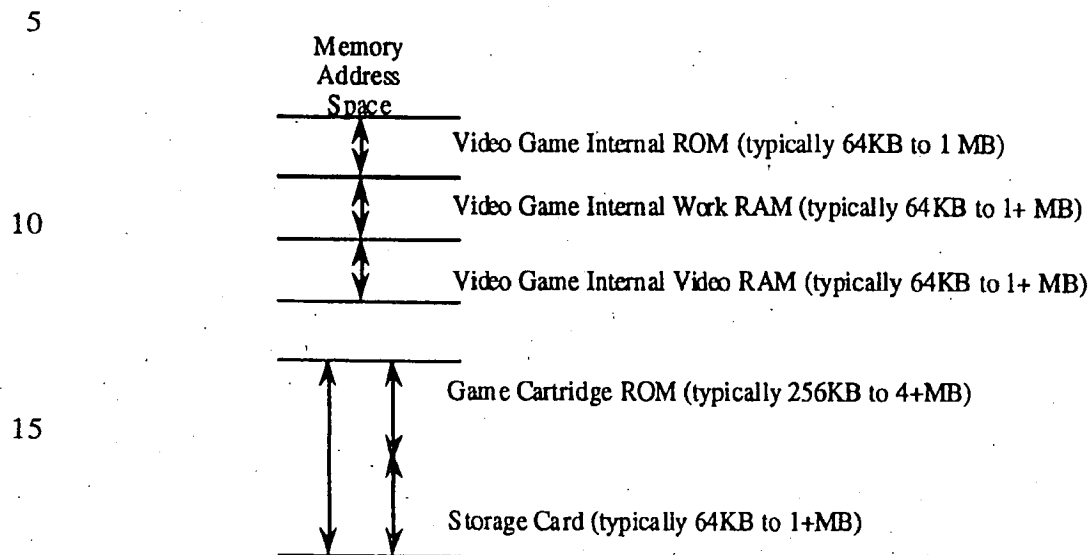 5
Memory
Address
Space
Video Game Internal ROM (typically 64KB to 1 MB)
10
Video Game Internal Work RAM (typically 64KB to 1+ MB)
Video Game Internal Video RAM (typically 64KB to 1+ MB)
Game Cartridge ROM (typically 256KB to 4+MB)
15
Storage Card (typically 64KB to 1+MB)